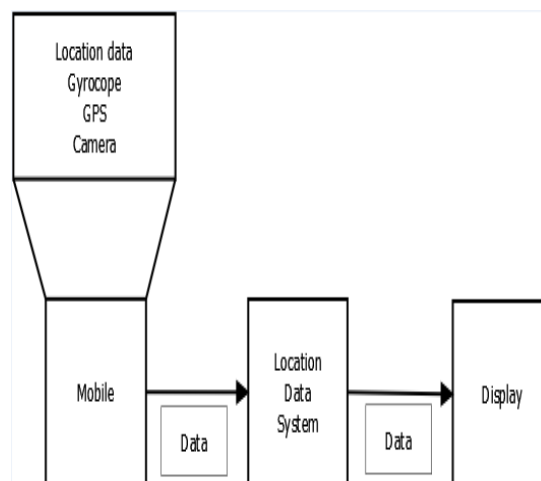 Location data
Gyrocope
GPS
Camera
Mobile
Data
Location
Data
System
Data
Display